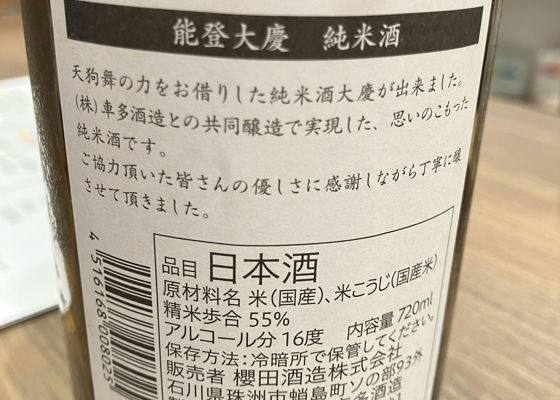 能登大慶　純米酒
天狗舞の力をお借りした純米酒大慶が出来ました。
(株)車多酒造との共同醸造で実現した、思いのこもった
純米酒です。
ご協力頂いた皆さんの優しさに感謝しながら丁寧に醸
させて頂きました。
品目 日本酒
原材料名 米(国産)、米こうじ(国産米)
精米歩合 55%
アルコール分 16度　内容量 720ml
保存方法:冷暗所で保管してください。
販売者 櫻田酒造株式会社
石川県珠洲市蛸島町ソの部93外
多酒造
4 516168 008025